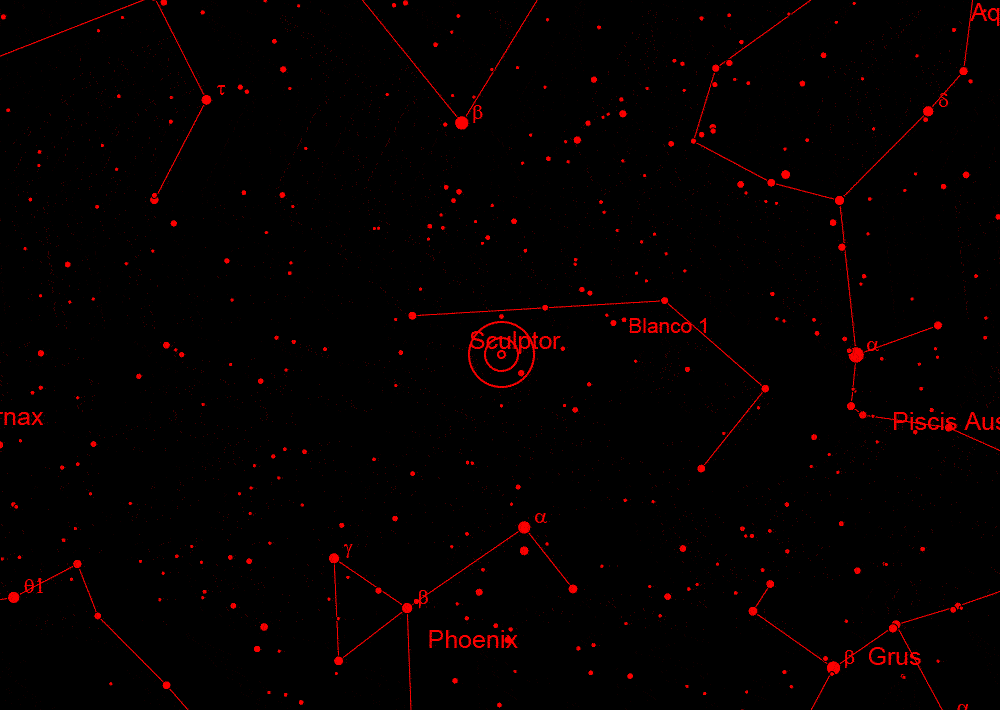 Aq
τ
β
δ
Blanco 1
Sculptor
α
rnax
Piscis Aus
α
γ
θ1
β
Phoenix
β
Grus
α